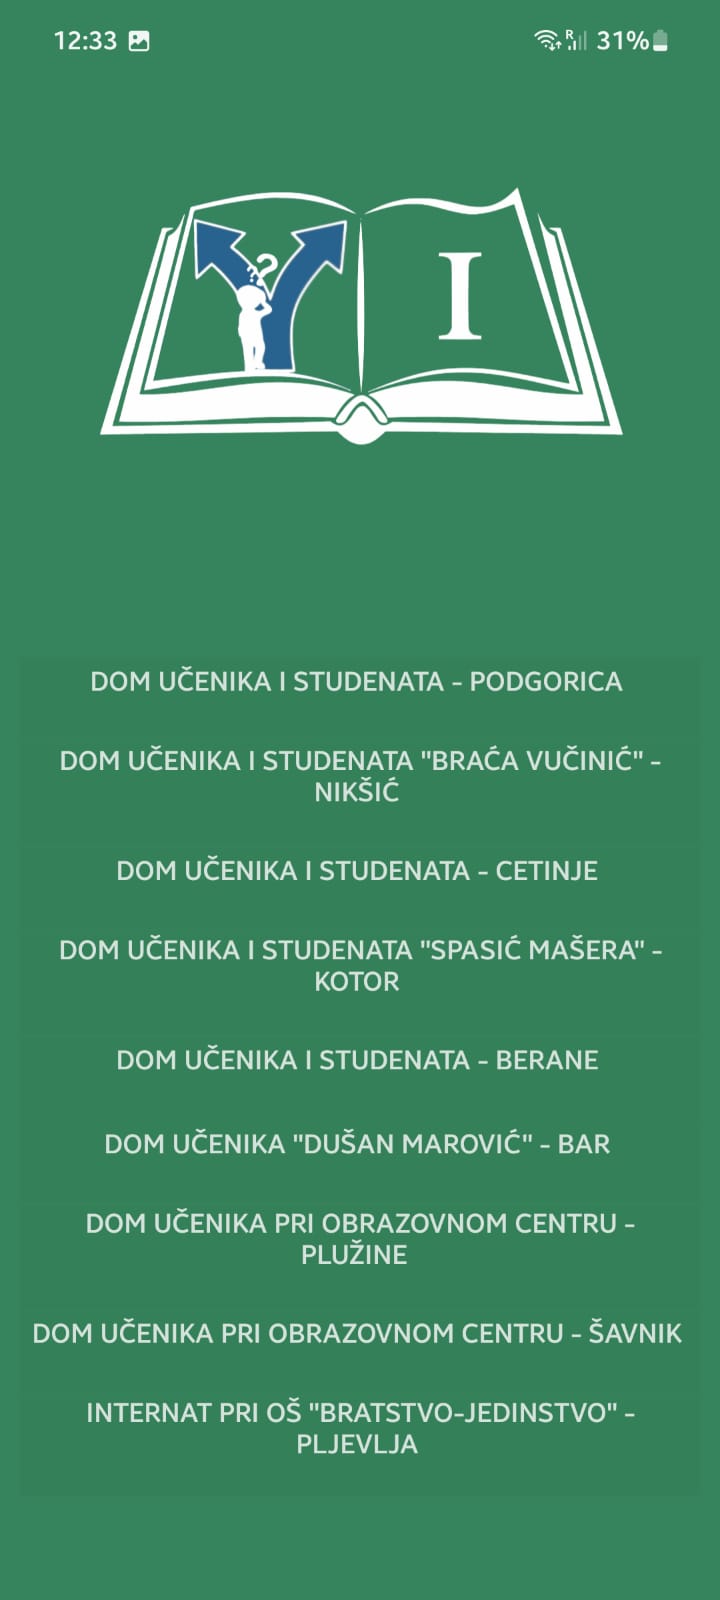 12:33
R
31%
?
?
I
DOM UČENIKA I STUDENATA - PODGORICA
DOM UČENIKA I STUDENATA "BRAĆA VUČINIĆ" -
NIKŠIĆ
DOM UČENIKA I STUDENATA - CETINJE
DOM UČENIKA I STUDENATA "SPASIĆ MAŠERA" -
KOTOR
DOM UČENIKA I STUDENATA - BERANE
DOM UČENIKA "DUŠAN MAROVIĆ" - BAR
DOM UČENIKA PRI OBRAZOVNOM CENTRU -
PLUŽINE
DOM UČENIKA PRI OBRAZOVNOM CENTRU - ŠAVNIK
INTERNAT PRI OŠ "BRATSTVO-JEDINSTVO" -
PLJEVLJA